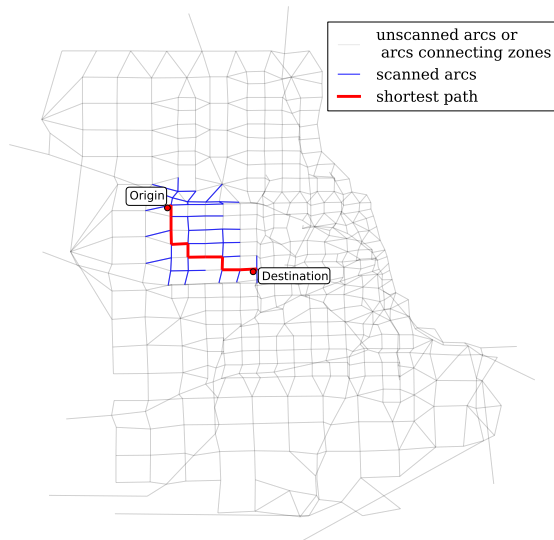 unscanned arcs or
arcs connecting zones
scanned arcs
shortest path
Origin
Destination